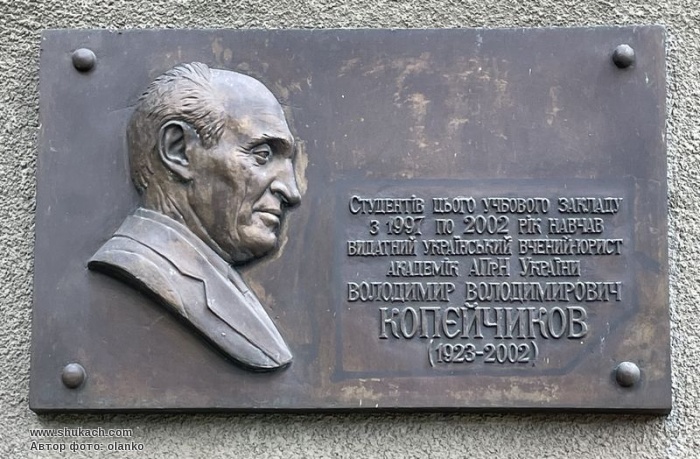 Студентів цього учбового закладу
з 1997 по 2002 рік навчав
видатний український вчений-юрист
академік АПрН України
Володимир Володимирович
КОПЄЙЧИКОВ
(1923-2002)
www.shukach.com
Автор фото: olanko